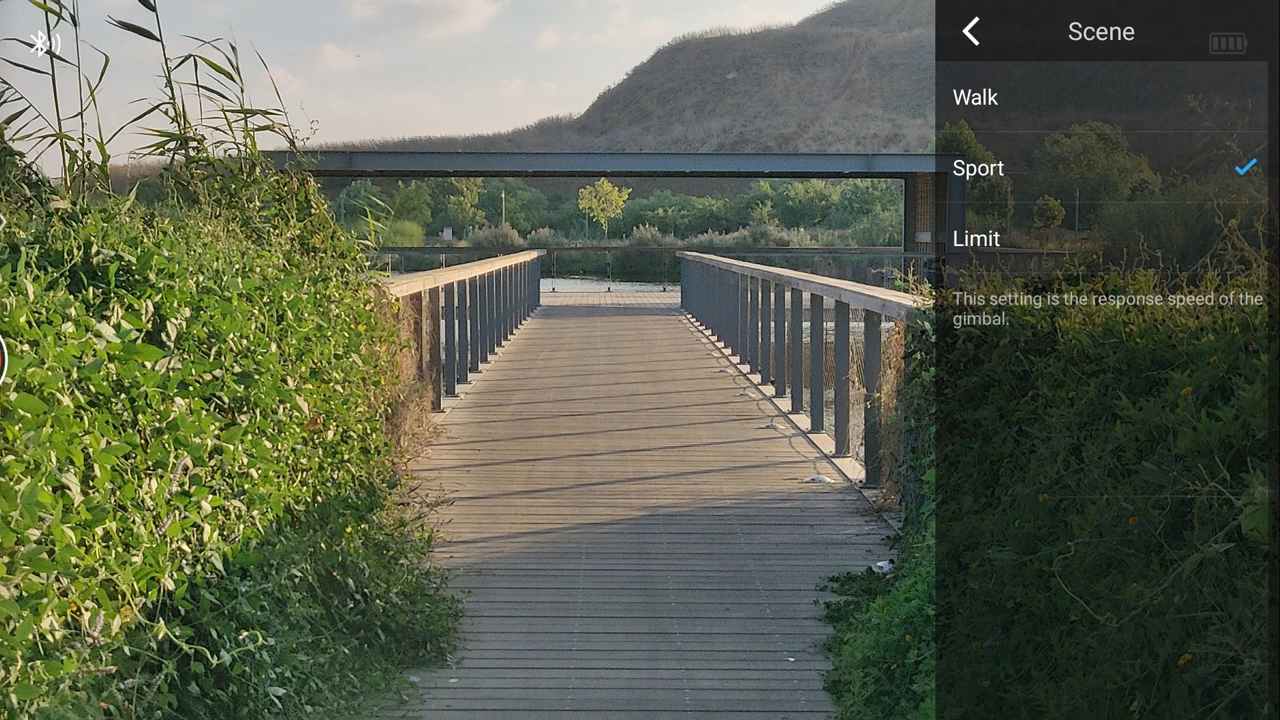 Scene
Walk
Sport
Limit
This setting is the response speed of the
gimbal.